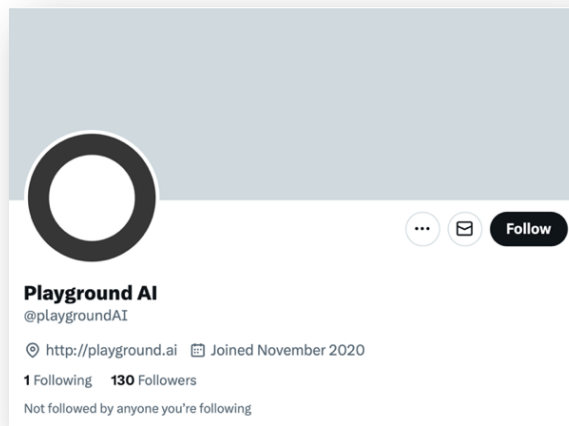 Follow
Playground AI
@playgroundAI
http://playground.ai Joined November 2020
1 Following 130 Followers
Not followed by anyone you’re following